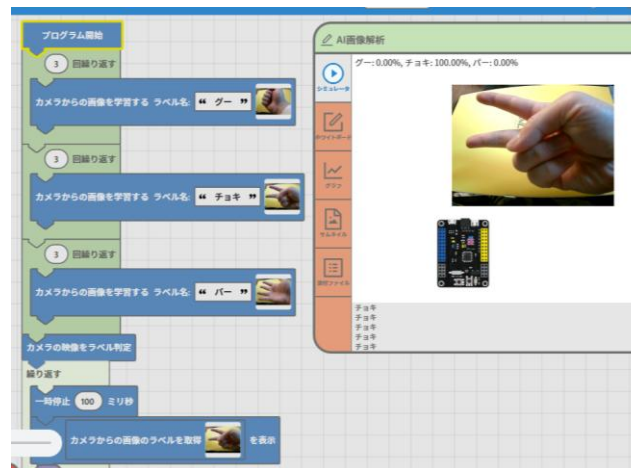 プログラム開始
3 回繰り返す
カメラからの画像を学習する ラベル名: “ グー ”
3 回繰り返す
カメラからの画像を学習する ラベル名: “ チョキ ”
3 回繰り返す
カメラからの画像を学習する ラベル名: “ パー ”
カメラの映像をラベル判定
繰り返す
一時停止 100 ミリ秒
カメラからの画像のラベルを取得 を表示
AI画像解析
グー: 0.00%, チョキ: 100.00%, パー: 0.00%
シミュレータ
ホワイトボード
グラフ
サムネイル
チョキ
チョキ
チョキ
チョキ
チョキ